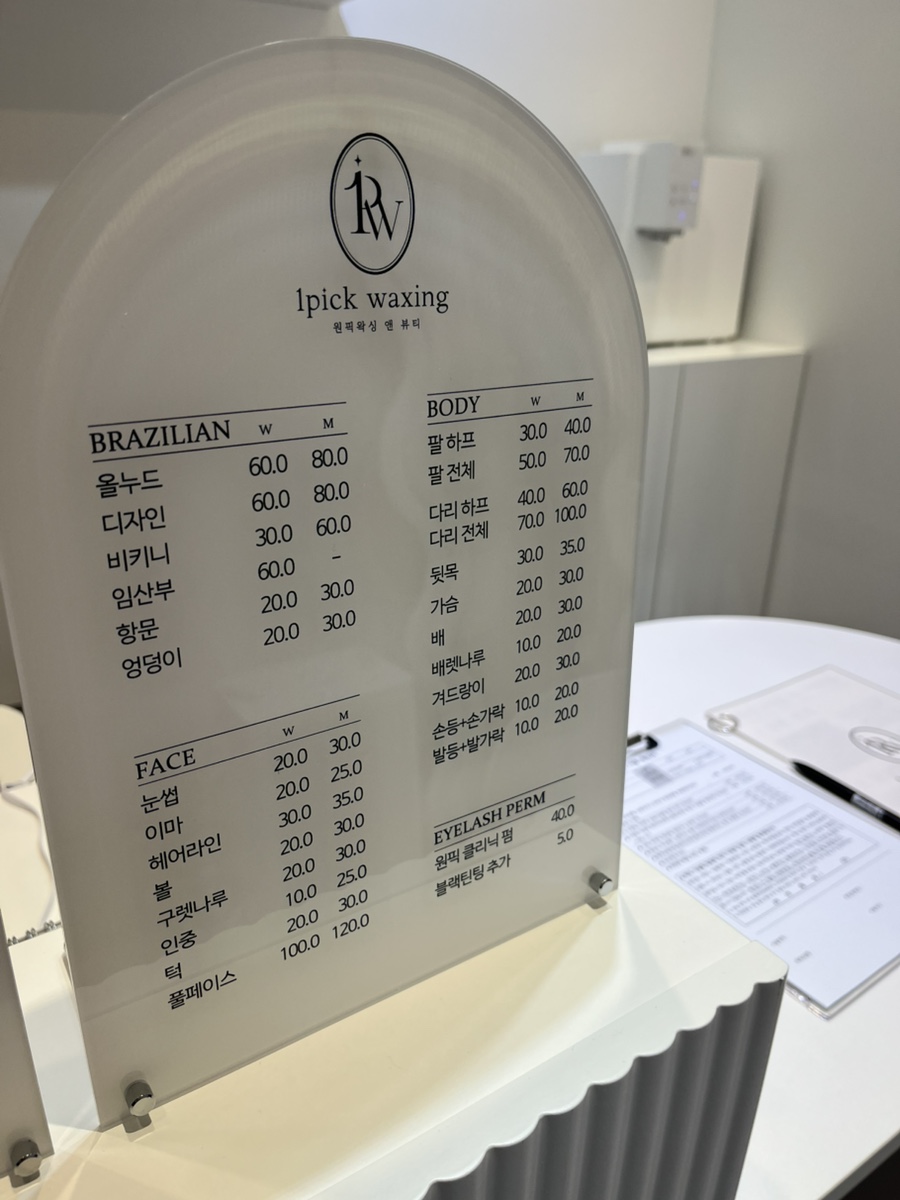 1PW
1pick waxing
원픽왁싱 앤 뷰티
BRAZILIAN W M
올누드 60.0 80.0
디자인 60.0 80.0
비키니 30.0 60.0
임산부 60.0 –
항문 20.0 30.0
엉덩이 20.0 30.0
FACE W M
눈썹 20.0 30.0
이마 20.0 25.0
헤어라인 30.0 35.0
볼 20.0 30.0
구렛나루 20.0 30.0
인중 10.0 25.0
턱 20.0 30.0
풀페이스 100.0 120.0
BODY W M
팔 하프 30.0 40.0
팔 전체 50.0 70.0
다리 하프 40.0 60.0
다리 전체 70.0 100.0
뒷목 30.0 35.0
가슴 20.0 30.0
배 20.0 30.0
배렛나루 10.0 20.0
겨드랑이 20.0 30.0
손등+손가락 10.0 20.0
발등+발가락 10.0 20.0
EYELASH PERM
원픽 클리닉 펌 40.0
블랙틴팅 추가 5.0